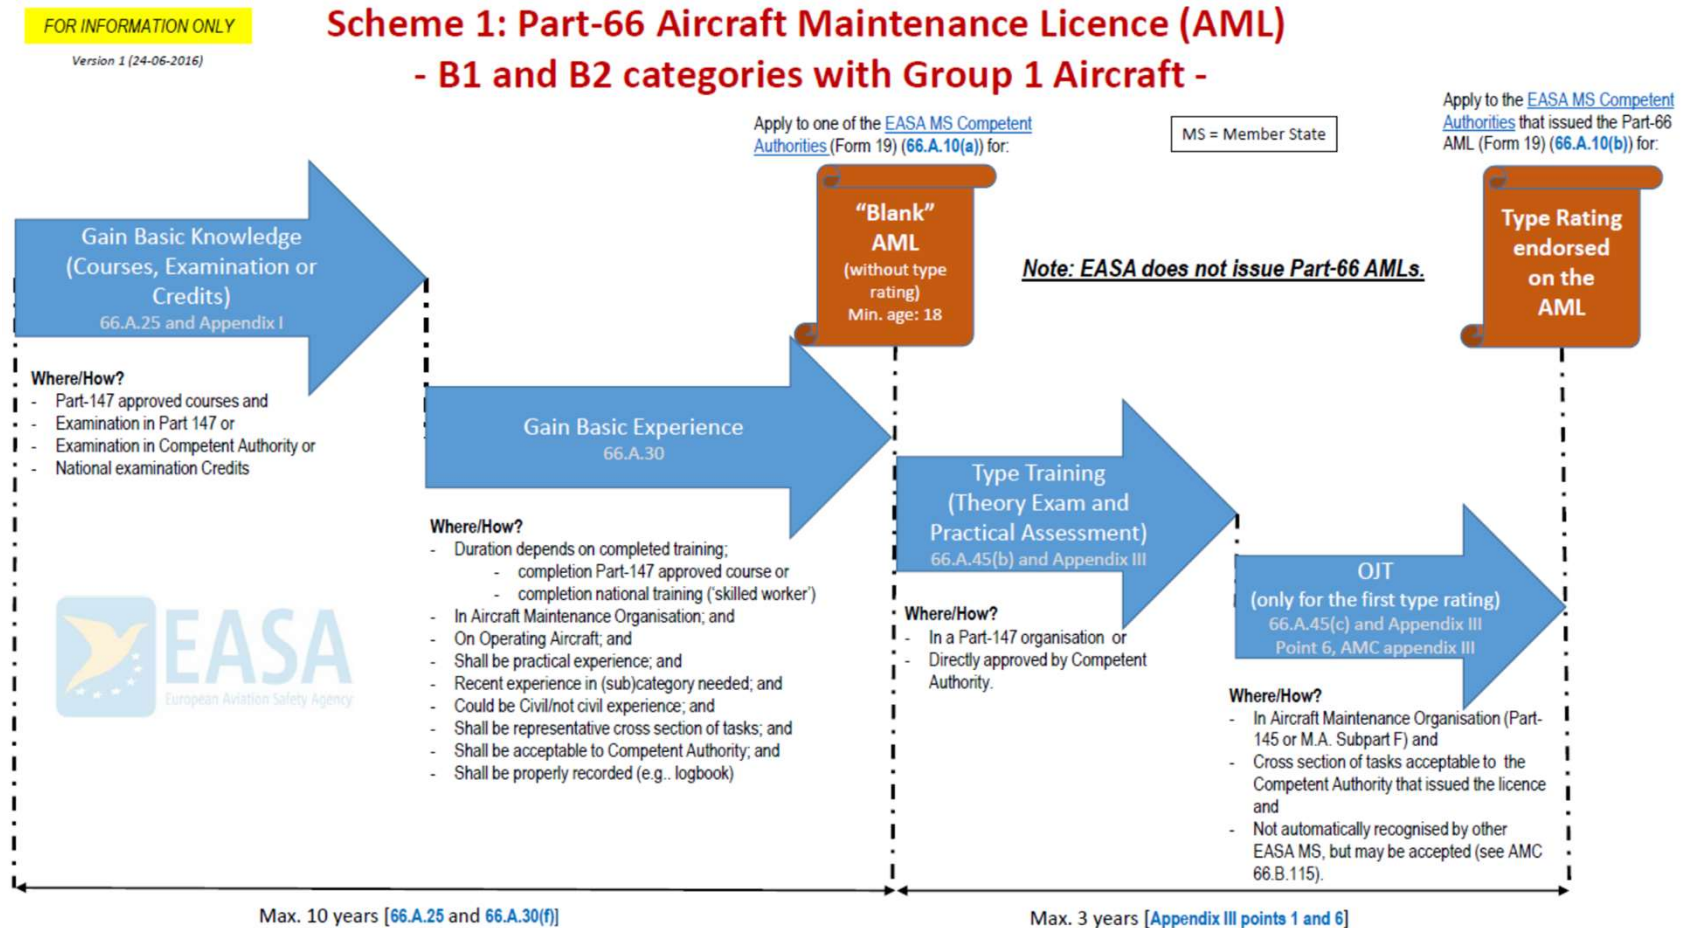 FOR INFORMATION ONLY
Version 1 (24-06-2016)
Scheme 1: Part-66 Aircraft Maintenance Licence (AML)
- B1 and B2 categories with Group 1 Aircraft -
Apply to one of the EASA MS Competent
Authorities (Form 19) (66.A.10(a)) for:
MS = Member State
Apply to the EASA MS Competent
Authorities that issued the Part-66
AML (Form 19) (66.A.10(b)) for:
"Blank"
AML
(without type
rating)
Min. age: 18
Note: EASA does not issue Part-66 AMLs.
Type Rating
endorsed
on the
AML
Gain Basic Knowledge
(Courses, Examination or
Credits)
66.A.25 and Appendix I
Where/How?
- Part-147 approved courses and
- Examination in Part 147 or
- Examination in Competent Authority or
- National examination Credits
Gain Basic Experience
66.A.30
Where/How?
- Duration depends on completed training;
- completion Part-147 approved course or
- completion national training ('skilled worker')
- In Aircraft Maintenance Organisation; and
- On Operating Aircraft; and
- Shall be practical experience; and
- Recent experience in (sub)category needed; and
- Could be Civil/not civil experience; and
- Shall be representative cross section of tasks; and
- Shall be acceptable to Competent Authority; and
- Shall be properly recorded (e.g.. logbook)
Type Training
(Theory Exam and
Practical Assessment)
66.A.45(b) and Appendix III
Where/How?
- In a Part-147 organisation or
- Directly approved by Competent
Authority.
OJT
(only for the first type rating)
66.A.45(c) and Appendix III
Point 6, AMC appendix III
Where/How?
- In Aircraft Maintenance Organisation (Part-
145 or M.A. Subpart F) and
- Cross section of tasks acceptable to the
Competent Authority that issued the licence
and
- Not automatically recognised by other
EASA MS, but may be accepted (see AMC
66.B.115).
EASA
European Aviation Safety Agency
Max. 10 years [66.A.25 and 66.A.30(f)]
Max. 3 years [Appendix III points 1 and 6]